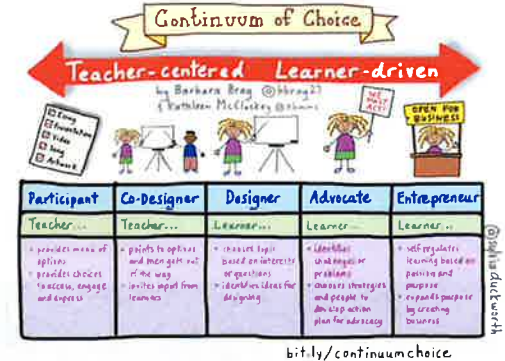 Continuum of Choice
Teacher-centered Learner-driven
by Barbara Bray @bbray27
& Kathleen McClaskey
Essay
Presentation
Video
Song
Artwork
WE
MUST
ACT!
OPEN FOR
BUSINESS
Participant
Teacher...
• provides menu of
options
• provides choices
to access, engage
and express
Co-Designer
Teacher...
• points to options
and then gets out
of the way
• invites input from
learners
Designer
Learner...
• chooses topic
based on interests
or questions
• identifies ideas for
designing
Advocate
Learner...
• identifies
challenges or
problems
• chooses strategies
and people to
develop action
plan for advocacy
Entrepreneur
Learner...
• self-regulates
learning based on
passion and
purpose
• expands purpose
by creating
business
@sylviaduckworth
bit.ly/continuumchoice